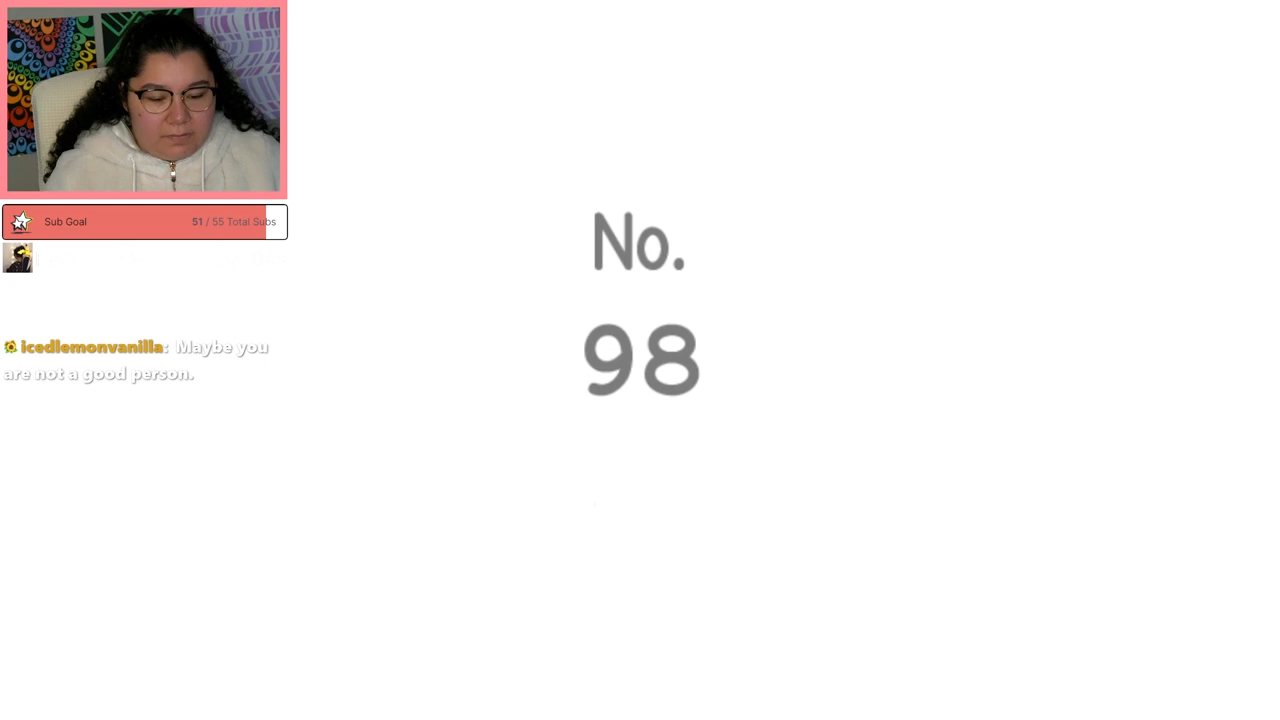 Sub Goal 51 / 55 Total Subs
icedlemonvanilla: Maybe you
are not a good person.
No.
98